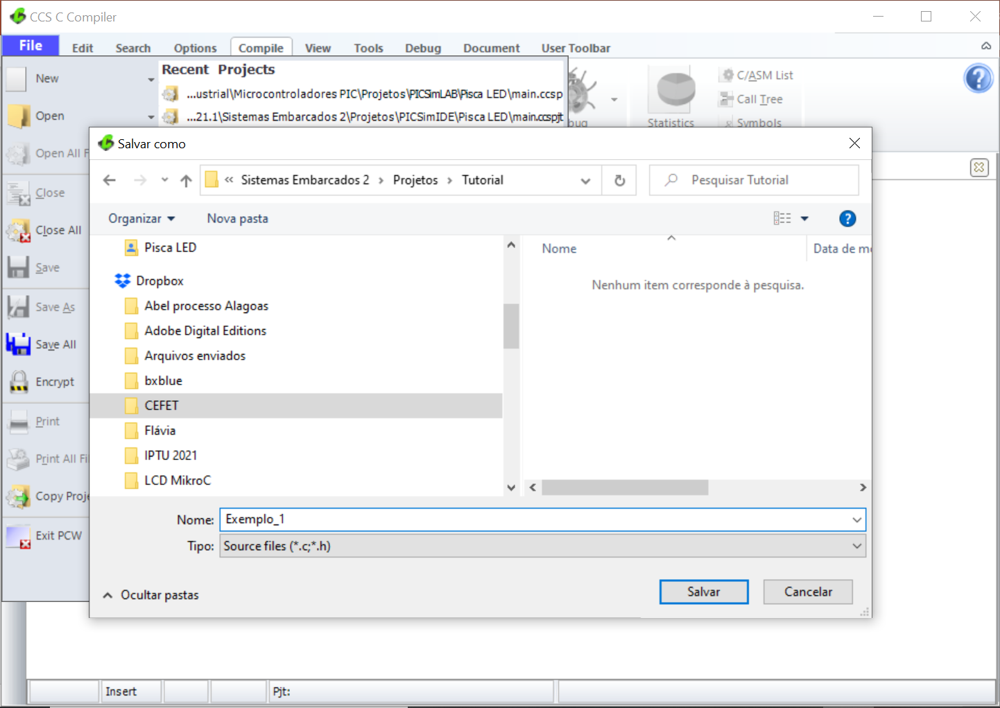 CCS C Compiler
File Edit Search Options Compile View Tools Debug Document User Toolbar
New
Recent Projects
...ustrial\Microcontroladores PIC\Projetos\PICSimLAB\Pisca LED\main.ccsp
Open
...21.1\Sistemas Embarcados 2\Projetos\PICSimIDE\Pisca LED\main.ccspjt
C/ASM List
Call Tree
Statistics
Symbols
Open All F
Close
Close All
Save
Save As
Save All
Encrypt
Print
Print All Fi
Copy Proje
Exit PCW
Salvar como
« Sistemas Embarcados 2 › Projetos › Tutorial
Pesquisar Tutorial
Organizar
Nova pasta
Pisca LED
Dropbox
Abel processo Alagoas
Adobe Digital Editions
Arquivos enviados
bxblue
CEFET
Flávia
IPTU 2021
LCD MikroC
Nome
Data de mo
Nenhum item corresponde à pesquisa.
Nome: Exemplo_1
Tipo: Source files (*.c;*.h)
Ocultar pastas
Salvar
Cancelar
Insert
Pjt: